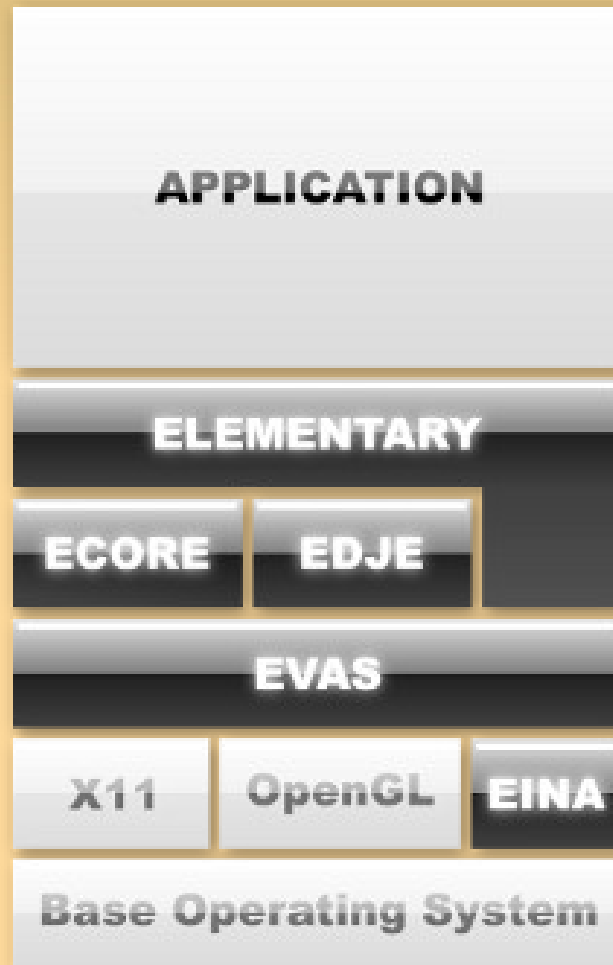 APPLICATION
ELEMENTARY
ECORE EDJE
EVAS
X11 OpenGL EINA
Base Operating System